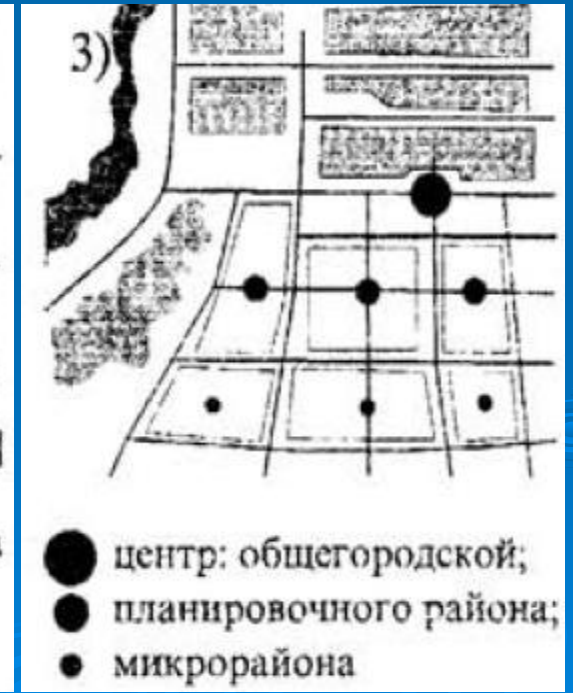 3)
центр: общегородской;
планировочного района;
микрорайона